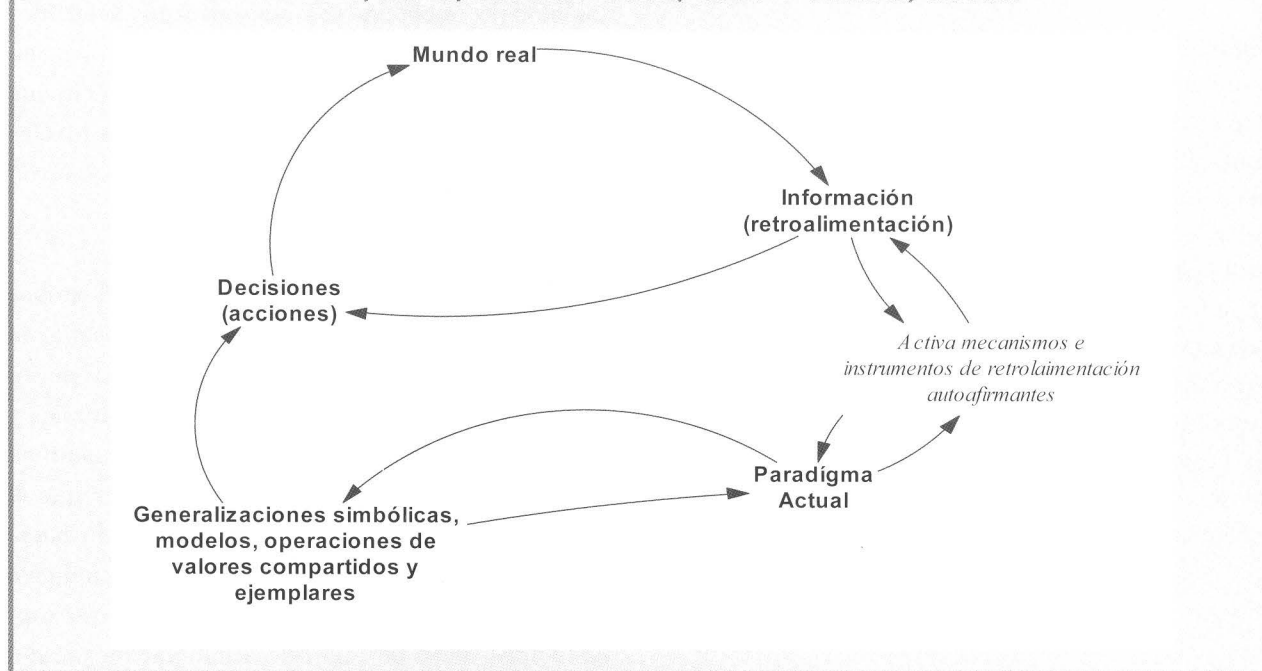 Mundo real
Información
(retroalimentación)
Decisiones
(acciones)
Activa mecanismos e
instrumentos de retrolaimentación
autoafirmantes
Paradígma
Actual
Generalizaciones simbólicas,
modelos, operaciones de
valores compartidos y
ejemplares